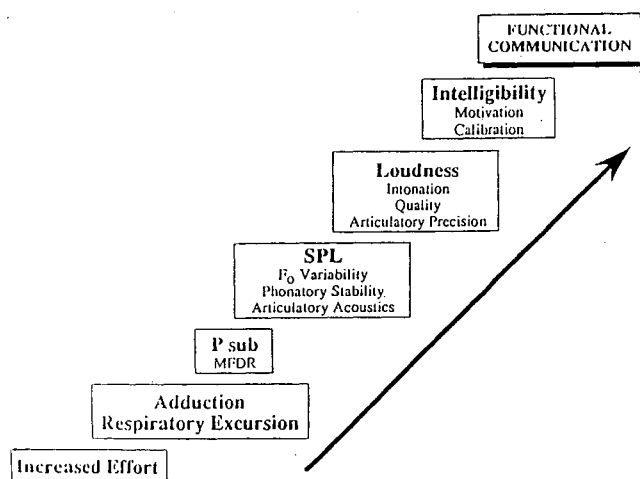 FUNCTIONAL
COMMUNICATION
Intelligibility
Motivation
Calibration
Loudness
Intonation
Quality
Articulatory Precision
SPL
F₀ Variability
Phonatory Stability
Articulatory Acoustics
P sub
MFDR
Adduction
Respiratory Excursion
Increased Effort